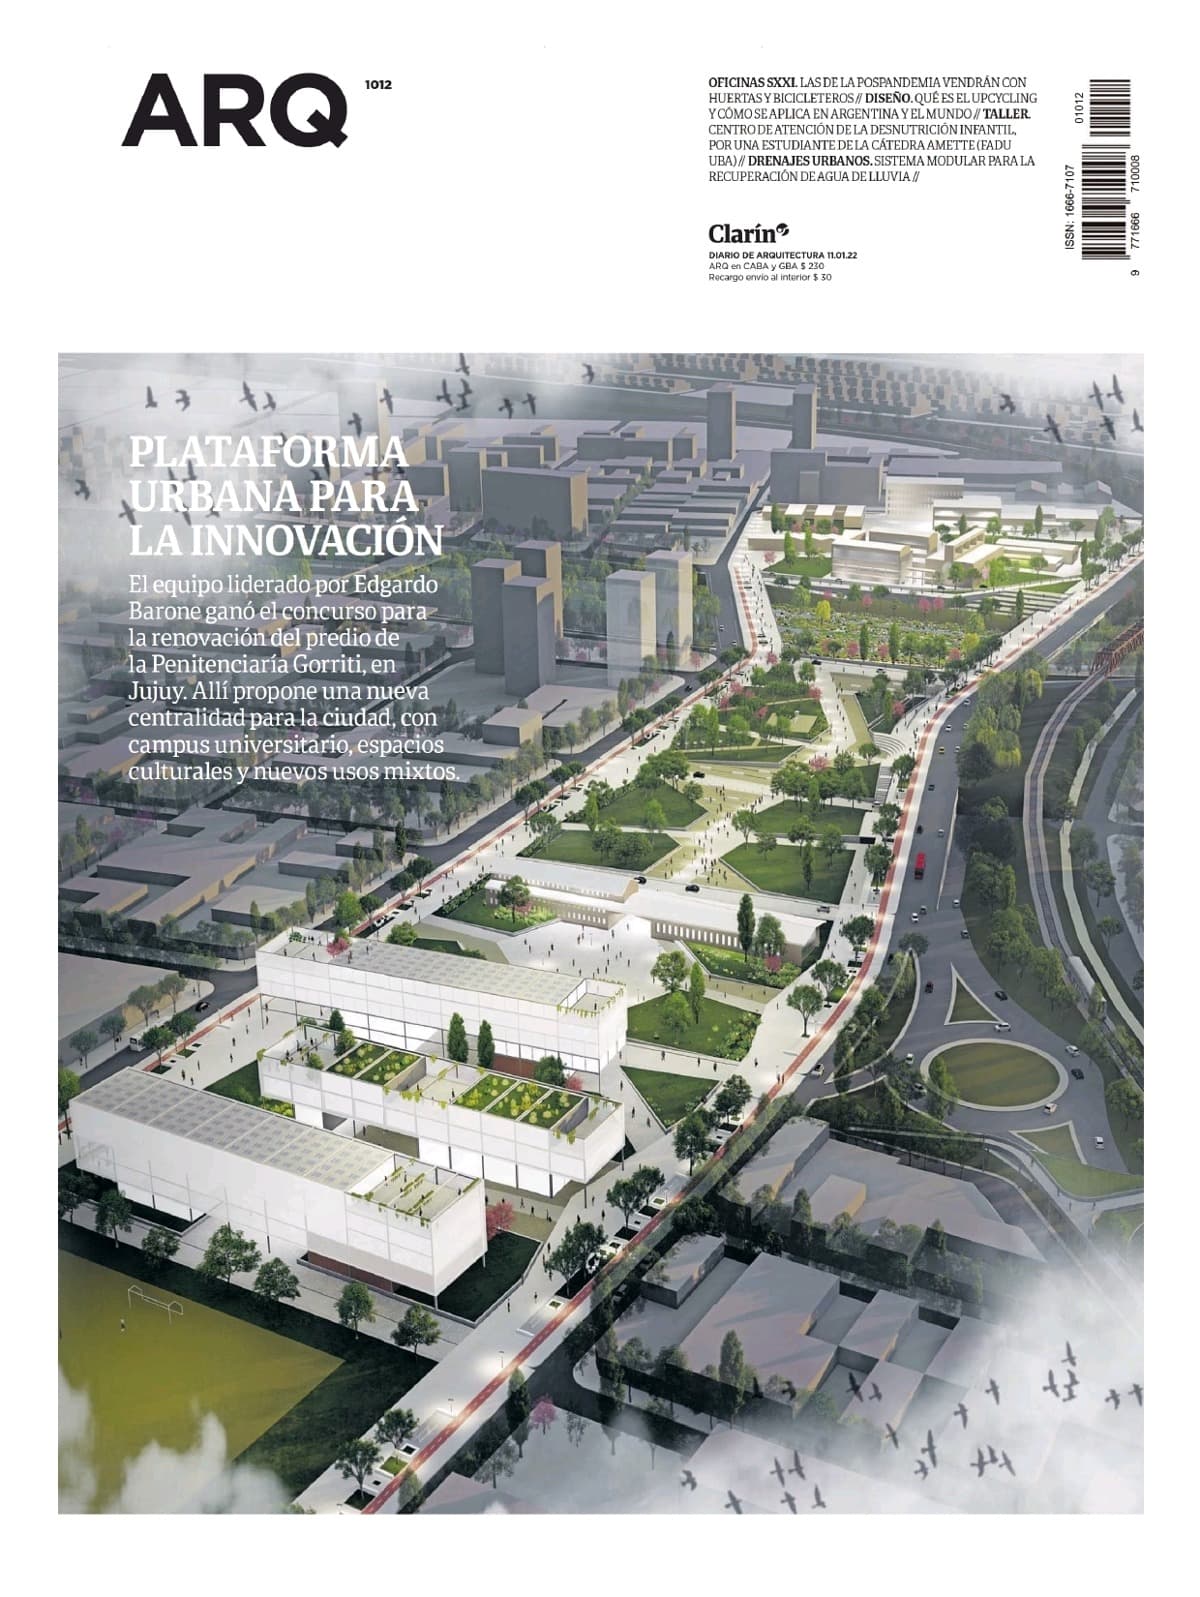 ARQ
1012
OFICINAS SXXI. LAS DE LA POSPANDEMIA VENDRÁN CON
HUERTAS Y BICICLETEROS // DISEÑO. QUÉ ES EL UPCYCLING
Y CÓMO SE APLICA EN ARGENTINA Y EL MUNDO // TALLER.
CENTRO DE ATENCIÓN DE LA DESNUTRICIÓN INFANTIL,
POR UNA ESTUDIANTE DE LA CÁTEDRA AMETTE (FADU
UBA) // DRENAJES URBANOS. SISTEMA MODULAR PARA LA
RECUPERACIÓN DE AGUA DE LLUVIA //
Clarín
DIARIO DE ARQUITECTURA 11.01.22
ARQ en CABA y GBA $ 230
Recargo envío al interior $ 30
ISSN: 1666-7107
01012
9 771666 710008
PLATAFORMA
URBANA PARA
LA INNOVACIÓN
El equipo liderado por Edgardo
Barone ganó el concurso para
la renovación del predio de
la Penitenciaría Gorriti, en
Jujuy. Allí propone una nueva
centralidad para la ciudad, con
campus universitario, espacios
culturales y nuevos usos mixtos.